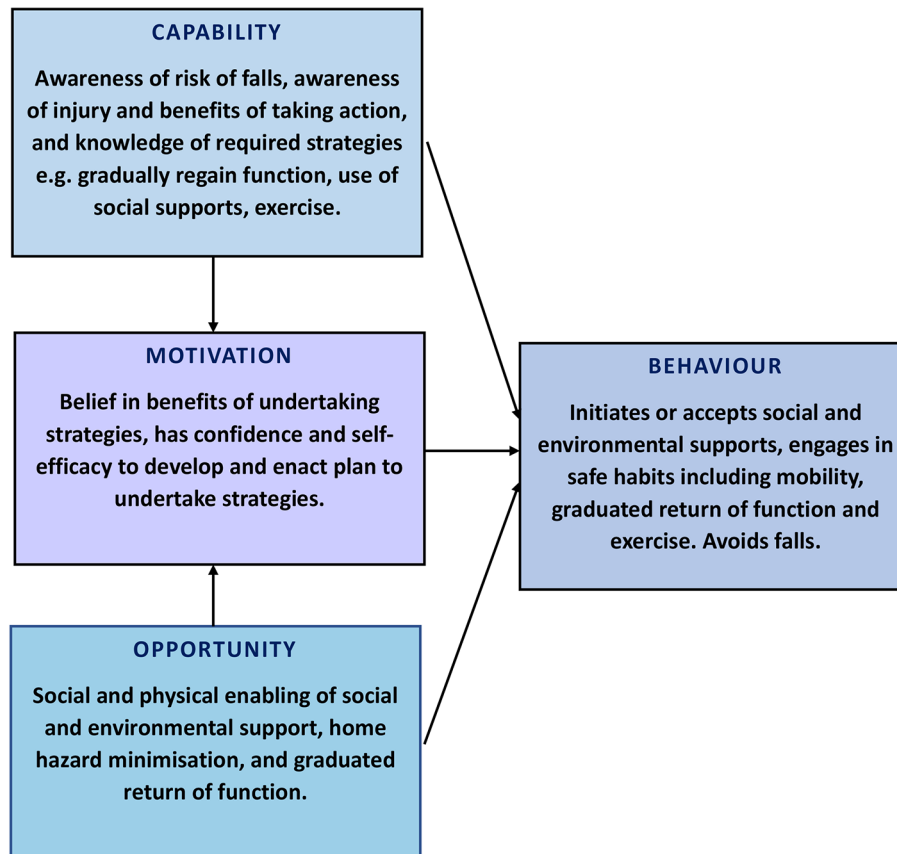 CAPABILITY
Awareness of risk of falls, awareness
of injury and benefits of taking action,
and knowledge of required strategies
e.g. gradually regain function, use of
social supports, exercise.
MOTIVATION
Belief in benefits of undertaking
strategies, has confidence and self-
efficacy to develop and enact plan to
undertake strategies.
OPPORTUNITY
Social and physical enabling of social
and environmental support, home
hazard minimisation, and graduated
return of function.
BEHAVIOUR
Initiates or accepts social and
environmental supports, engages in
safe habits including mobility,
graduated return of function and
exercise. Avoids falls.